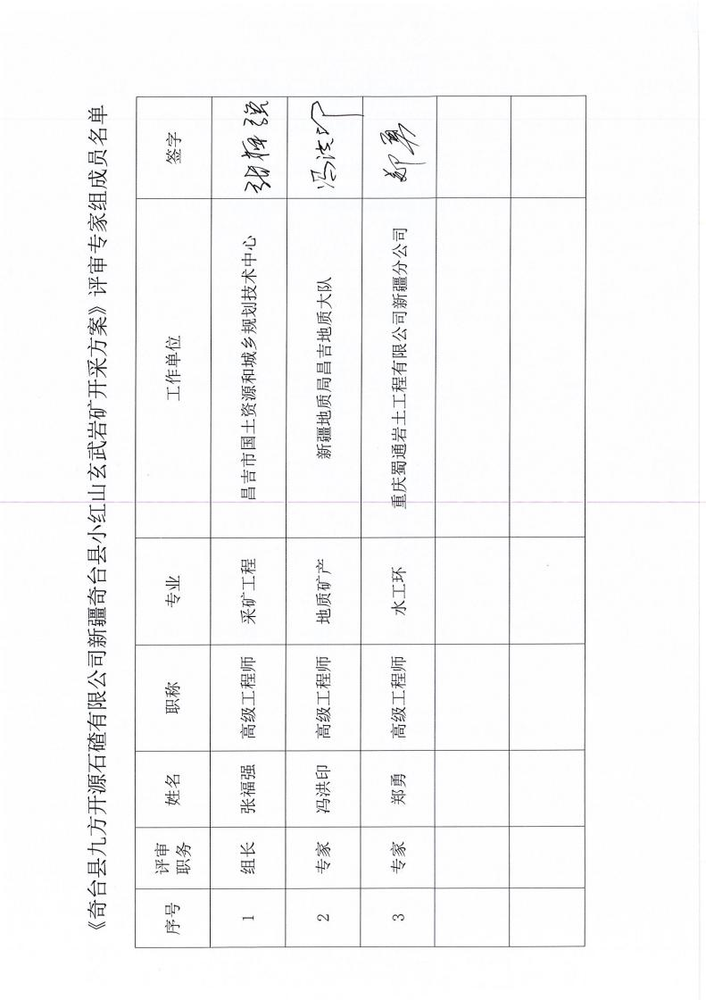 《奇台县九方开源石碴有限公司新疆奇台县小红山玄武岩矿开采方案》评审专家组成员名单
序号 评审职务 姓名 职称 专业 工作单位 签字
1 组长 张福强 高级工程师 采矿工程 昌吉市国土资源和城乡规划技术中心 张福强
2 专家 冯洪印 高级工程师 地质矿产 新疆地质局昌吉地质大队 冯洪印
3 专家 郑勇 高级工程师 水工环 重庆蜀通岩土工程有限公司新疆分公司 郑勇